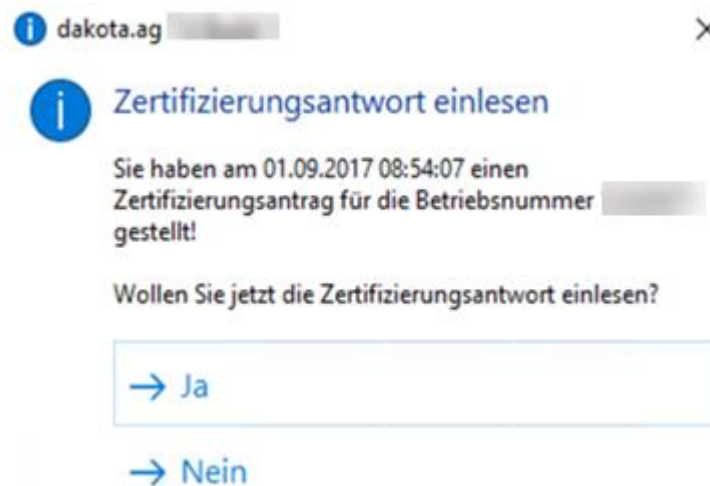 dakota.ag
Zertifizierungsantwort einlesen
Sie haben am 01.09.2017 08:54:07 einen
Zertifizierungsantrag für die Betriebsnummer
gestellt!
Wollen Sie jetzt die Zertifizierungsantwort einlesen?
→ Ja
→ Nein